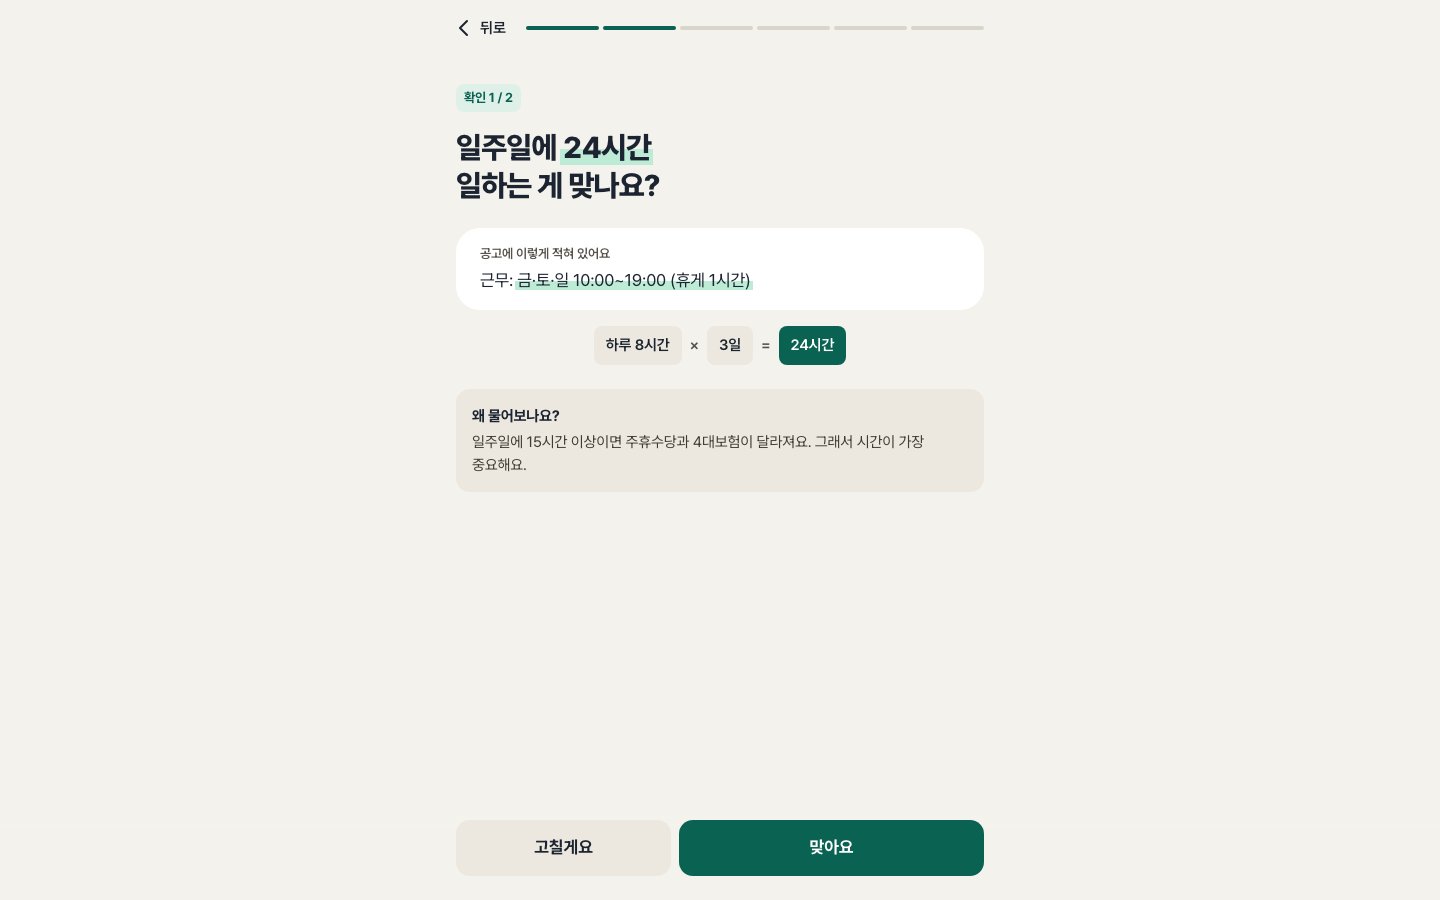 뒤로
확인 1 / 2
일주일에 24시간
일하는 게 맞나요?
공고에 이렇게 적혀 있어요
근무: 금·토·일 10:00~19:00 (휴게 1시간)
하루 8시간 × 3일 = 24시간
왜 물어보나요?
일주일에 15시간 이상이면 주휴수당과 4대보험이 달라져요. 그래서 시간이 가장
중요해요.
고칠게요 맞아요